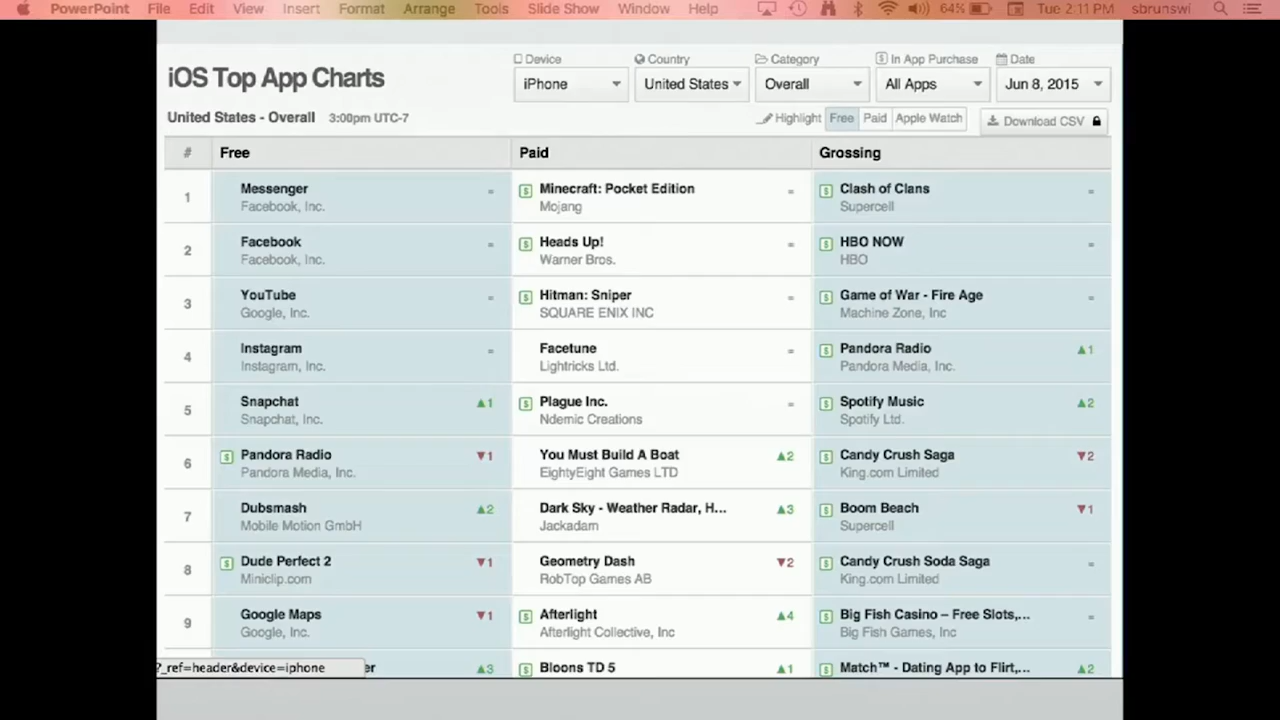 PowerPoint File Edit View Insert Format Arrange Tools Slide Show Window Help 64% Tue 2:11 PM sbrunswi
Device Country Category In App Purchase Date
iOS Top App Charts iPhone United States Overall All Apps Jun 8, 2015
United States - Overall 3:00pm UTC-7 Highlight Free Paid Apple Watch Download CSV
# Free Paid Grossing
1 Messenger = $ Minecraft: Pocket Edition = $ Clash of Clans =
Facebook, Inc. Mojang Supercell
2 Facebook = $ Heads Up! = $ HBO NOW =
Facebook, Inc. Warner Bros. HBO
3 YouTube = $ Hitman: Sniper = $ Game of War - Fire Age =
Google, Inc. SQUARE ENIX INC Machine Zone, Inc
4 Instagram = Facetune = $ Pandora Radio ▲1
Instagram, Inc. Lightricks Ltd. Pandora Media, Inc.
5 Snapchat ▲1 $ Plague Inc. = $ Spotify Music ▲2
Snapchat, Inc. Ndemic Creations Spotify Ltd.
6 $ Pandora Radio ▼1 You Must Build A Boat ▲2 $ Candy Crush Saga ▼2
Pandora Media, Inc. EightyEight Games LTD King.com Limited
7 Dubsmash ▲2 Dark Sky - Weather Radar, H... ▲3 $ Boom Beach ▼1
Mobile Motion GmbH Jackadam Supercell
8 $ Dude Perfect 2 ▼1 Geometry Dash ▼2 $ Candy Crush Soda Saga =
Miniclip.com RobTop Games AB King.com Limited
9 Google Maps ▼1 $ Afterlight ▲4 $ Big Fish Casino – Free Slots,... =
Google, Inc. Afterlight Collective, Inc Big Fish Games, Inc
?_ref=header&device=iphone er ▲3 $ Bloons TD 5 ▲1 $ Match™ - Dating App to Flirt,... ▲2